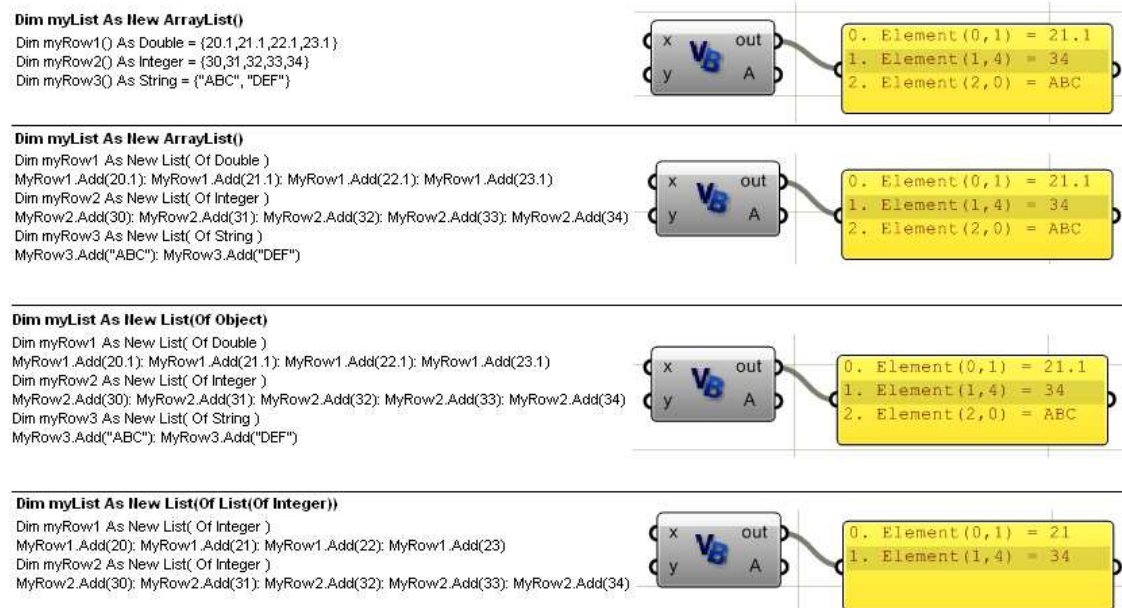 Dim myList As New ArrayList()
Dim myRow1() As Double = {20.1,21.1,22.1,23.1}
Dim myRow2() As Integer = {30,31,32,33,34}
Dim myRow3() As String = {"ABC", "DEF"}
x
y
VB
out
A
0. Element(0,1) = 21.1
1. Element(1,4) = 34
2. Element(2,0) = ABC
Dim myList As New ArrayList()
Dim myRow1 As New List( Of Double )
MyRow1.Add(20.1): MyRow1.Add(21.1): MyRow1.Add(22.1): MyRow1.Add(23.1)
Dim myRow2 As New List( Of Integer )
MyRow2.Add(30): MyRow2.Add(31): MyRow2.Add(32): MyRow2.Add(33): MyRow2.Add(34)
Dim myRow3 As New List( Of String )
MyRow3.Add("ABC"): MyRow3.Add("DEF")
x
y
VB
out
A
0. Element(0,1) = 21.1
1. Element(1,4) = 34
2. Element(2,0) = ABC
Dim myList As New List(Of Object)
Dim myRow1 As New List( Of Double )
MyRow1.Add(20.1): MyRow1.Add(21.1): MyRow1.Add(22.1): MyRow1.Add(23.1)
Dim myRow2 As New List( Of Integer )
MyRow2.Add(30): MyRow2.Add(31): MyRow2.Add(32): MyRow2.Add(33): MyRow2.Add(34)
Dim myRow3 As New List( Of String )
MyRow3.Add("ABC"): MyRow3.Add("DEF")
x
y
VB
out
A
0. Element(0,1) = 21.1
1. Element(1,4) = 34
2. Element(2,0) = ABC
Dim myList As New List(Of List(Of Integer))
Dim myRow1 As New List( Of Integer )
MyRow1.Add(20): MyRow1.Add(21): MyRow1.Add(22): MyRow1.Add(23)
Dim myRow2 As New List( Of Integer )
MyRow2.Add(30): MyRow2.Add(31): MyRow2.Add(32): MyRow2.Add(33): MyRow2.Add(34)
x
y
VB
out
A
0. Element(0,1) = 21
1. Element(1,4) = 34